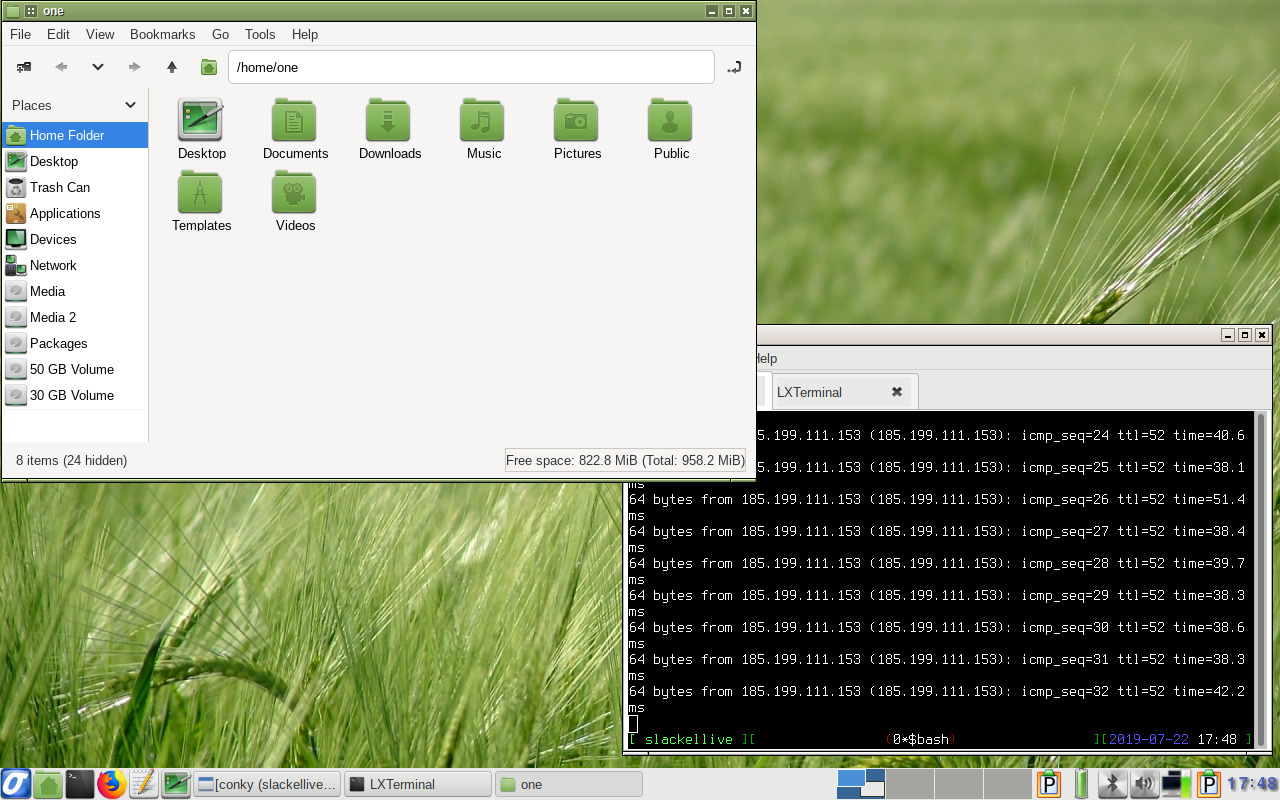 one
File Edit View Bookmarks Go Tools Help
/home/one
Places
Home Folder
Desktop
Trash Can
Applications
Devices
Network
Media
Media 2
Packages
50 GB Volume
30 GB Volume
Desktop Documents Downloads Music Pictures Public
Templates Videos
8 items (24 hidden) Free space: 822.8 MiB (Total: 958.2 MiB)
Help
LXTerminal
5.199.111.153 (185.199.111.153): icmp_seq=24 ttl=52 time=40.6
5.199.111.153 (185.199.111.153): icmp_seq=25 ttl=52 time=38.1
ms
64 bytes from 185.199.111.153 (185.199.111.153): icmp_seq=26 ttl=52 time=51.4
ms
64 bytes from 185.199.111.153 (185.199.111.153): icmp_seq=27 ttl=52 time=38.4
ms
64 bytes from 185.199.111.153 (185.199.111.153): icmp_seq=28 ttl=52 time=39.7
ms
64 bytes from 185.199.111.153 (185.199.111.153): icmp_seq=29 ttl=52 time=38.3
ms
64 bytes from 185.199.111.153 (185.199.111.153): icmp_seq=30 ttl=52 time=38.6
ms
64 bytes from 185.199.111.153 (185.199.111.153): icmp_seq=31 ttl=52 time=38.3
ms
64 bytes from 185.199.111.153 (185.199.111.153): icmp_seq=32 ttl=52 time=42.2
ms
[ slackellive ][ (0*$bash) ][2019-07-22 17:48 ]
[conky (slackellive... LXTerminal one P P 17:48